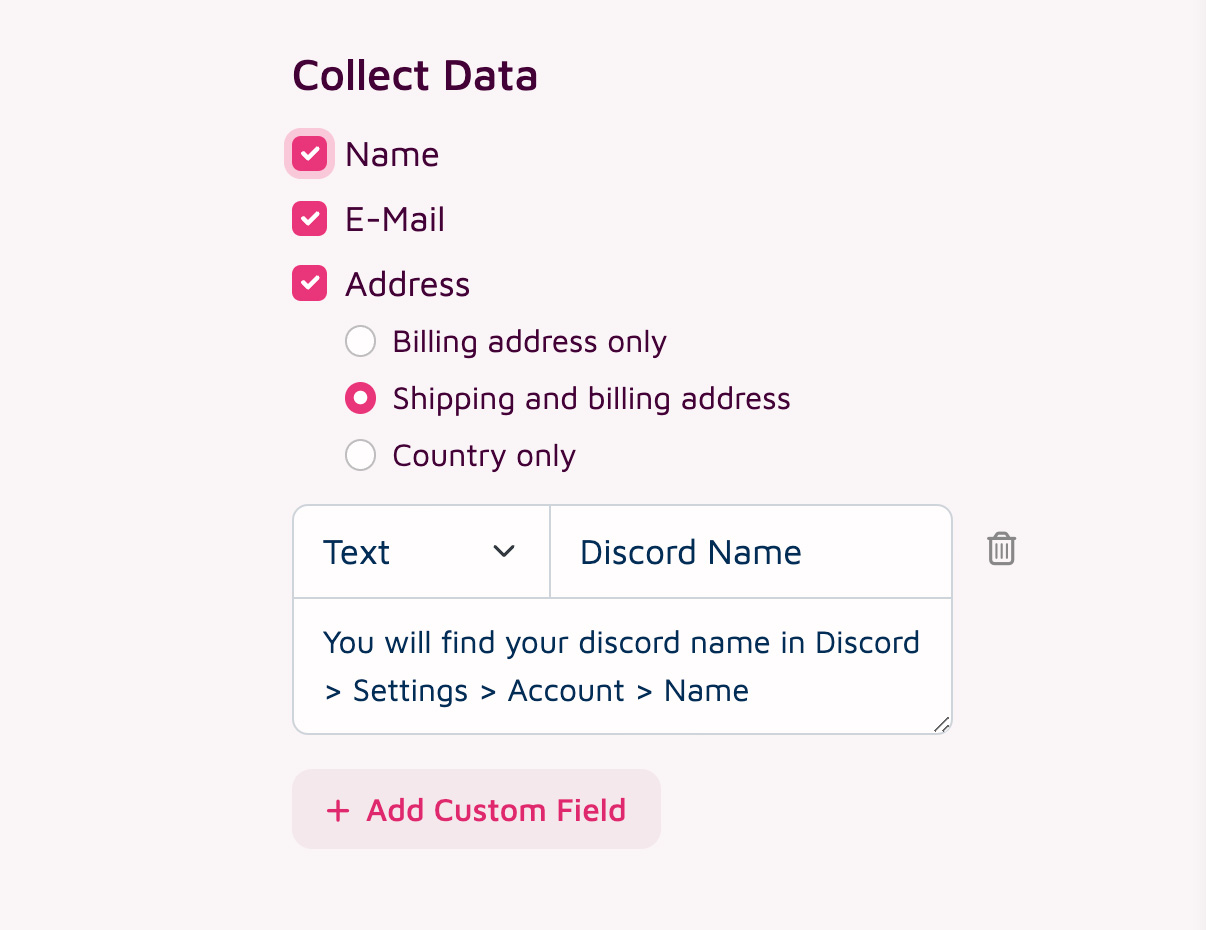 Collect Data
Name
E-Mail
Address
Billing address only
Shipping and billing address
Country only
Text
Discord Name
You will find your discord name in Discord
> Settings > Account > Name
+ Add Custom Field